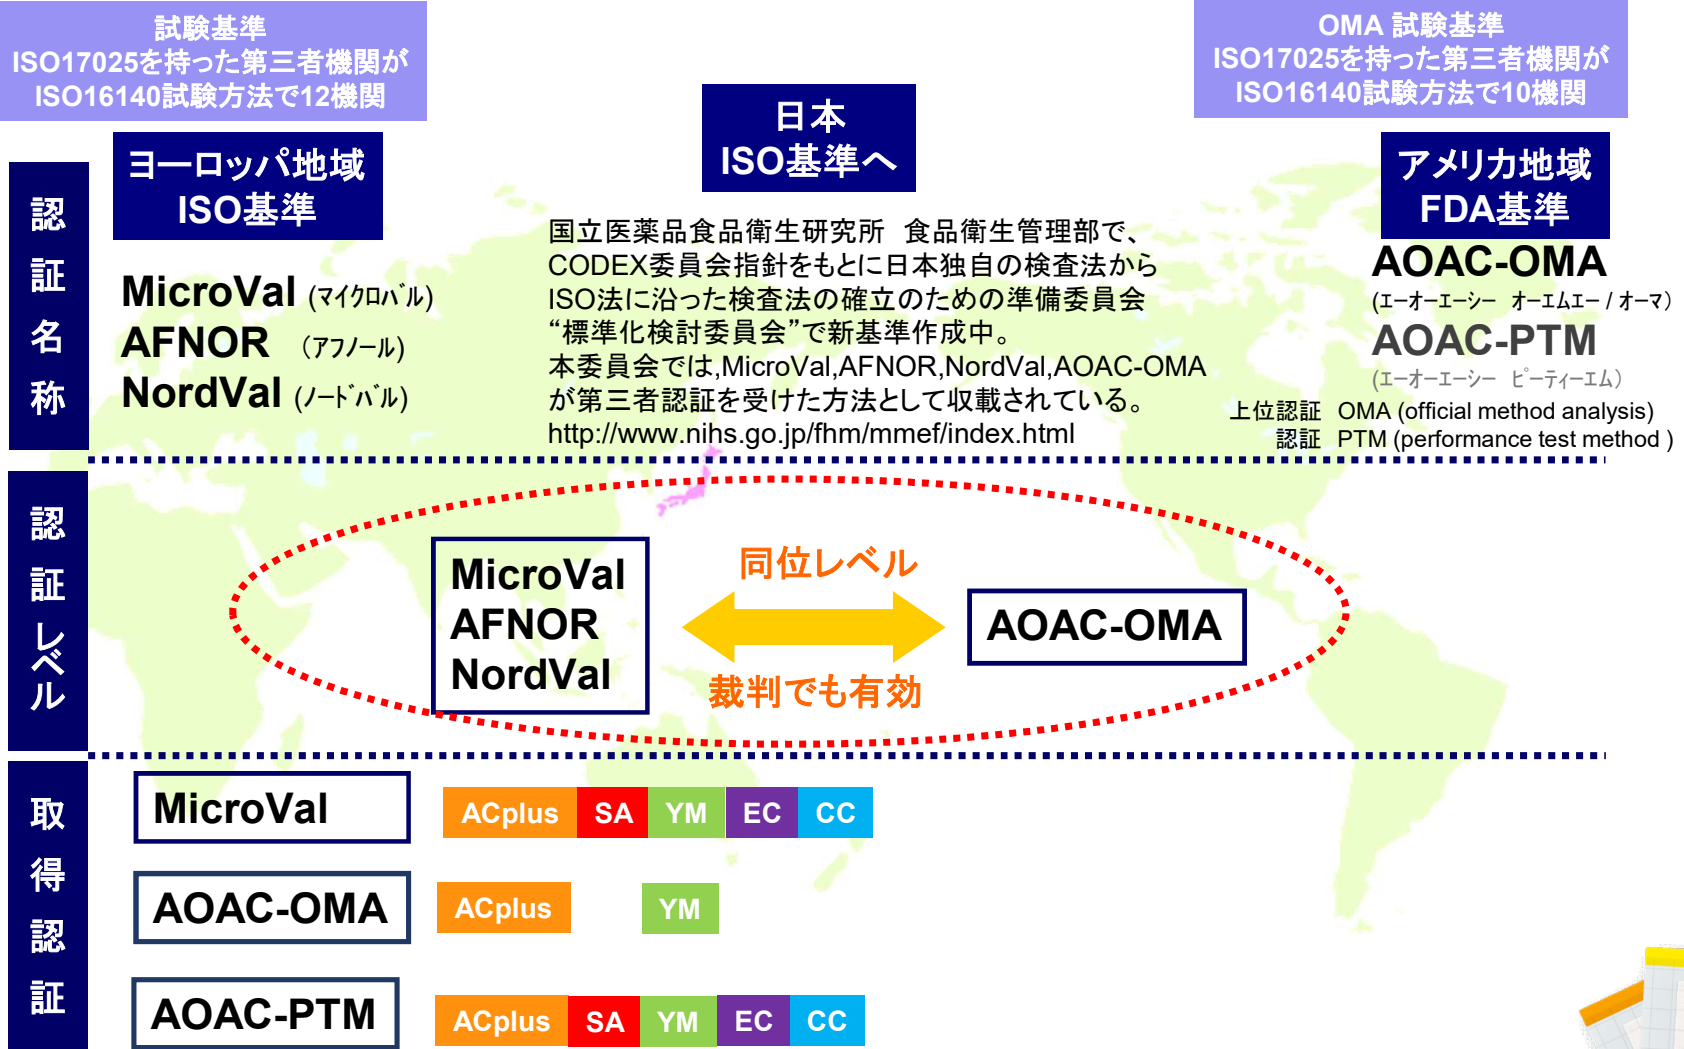 試験基準
ISO17025を持った第三者機関が
ISO16140試験方法で12機関
OMA 試験基準
ISO17025を持った第三者機関が
ISO16140試験方法で10機関
認証名称
ヨーロッパ地域
ISO基準
MicroVal (マイクロバル)
AFNOR (アフノール)
NordVal (ノードバル)
日本
ISO基準へ
国立医薬品食品衛生研究所 食品衛生管理部で、
CODEX委員会指針をもとに日本独自の検査法から
ISO法に沿った検査法の確立のための準備委員会
“標準化検討委員会”で新基準作成中。
本委員会では,MicroVal,AFNOR,NordVal,AOAC-OMA
が第三者認証を受けた方法として収載されている。
http://www.nihs.go.jp/fhm/mmef/index.html
アメリカ地域
FDA基準
AOAC-OMA
(エーオーエーシー オーエムエー / オーマ)
AOAC-PTM
(エーオーエーシー ピーティーエム)
上位認証 OMA (official method analysis)
認証 PTM (performance test method )
認証レベル
MicroVal
AFNOR
NordVal
同位レベル
裁判でも有効
AOAC-OMA
取得認証
MicroVal ACplus SA YM EC CC
AOAC-OMA ACplus YM
AOAC-PTM ACplus SA YM EC CC